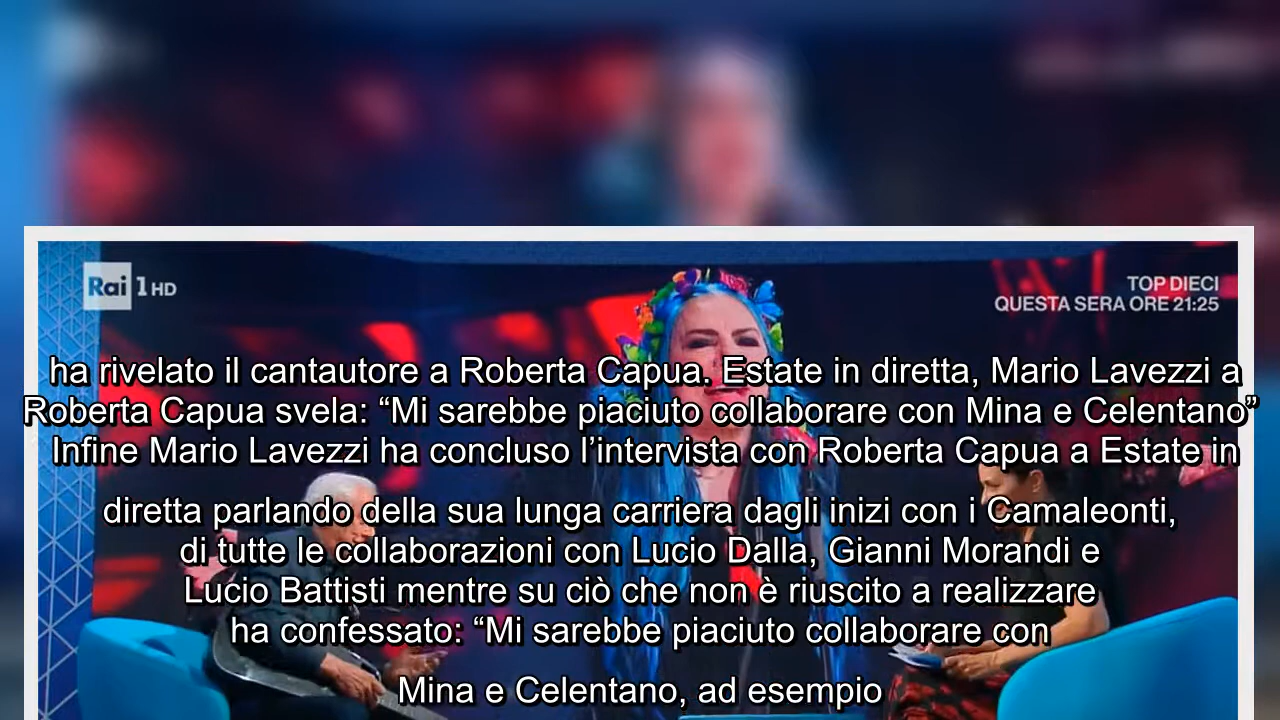 Rai 1 HD
TOP DIECI
QUESTA SERA ORE 21:25
ha rivelato il cantautore a Roberta Capua. Estate in diretta, Mario Lavezzi a
Roberta Capua svela: “Mi sarebbe piaciuto collaborare con Mina e Celentano”
Infine Mario Lavezzi ha concluso l’intervista con Roberta Capua a Estate in
diretta parlando della sua lunga carriera dagli inizi con i Camaleonti,
di tutte le collaborazioni con Lucio Dalla, Gianni Morandi e
Lucio Battisti mentre su ciò che non è riuscito a realizzare
ha confessato: “Mi sarebbe piaciuto collaborare con
Mina e Celentano, ad esempio